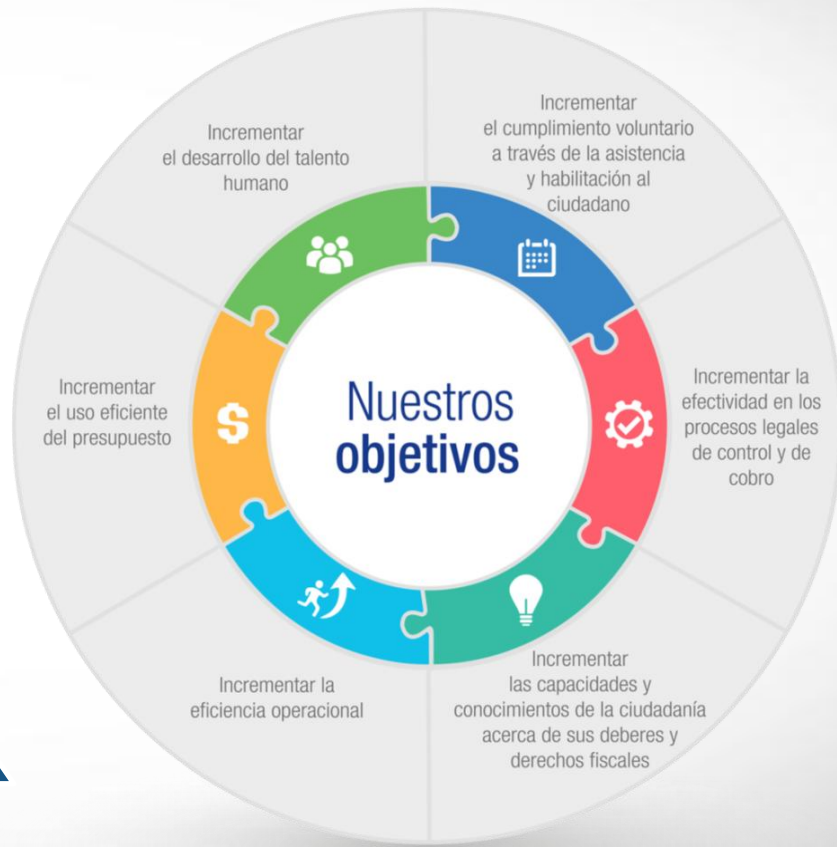 Nuestros
objetivos
Incrementar
el cumplimiento voluntario
a través de la asistencia
y habilitación al
ciudadano
Incrementar la
efectividad en los
procesos legales
de control y de
cobro
Incrementar
las capacidades y
conocimientos de la ciudadanía
acerca de sus deberes y
derechos fiscales
Incrementar la
eficiencia operacional
Incrementar
el uso eficiente
del presupuesto
Incrementar
el desarrollo del talento
humano